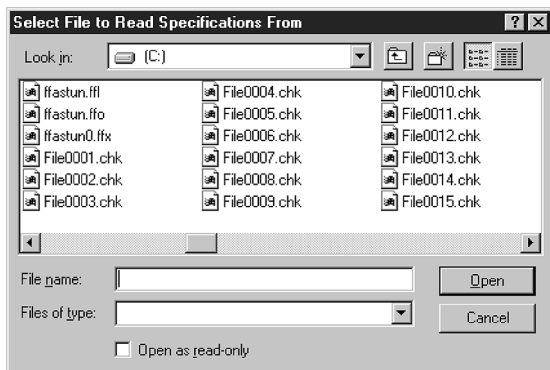 Select File to Read Specifications From
Look in: (C:)
ffastun.ffl File0004.chk File0010.chk
ffastun.ffo File0005.chk File0011.chk
ffastun0.ffx File0006.chk File0012.chk
File0001.chk File0007.chk File0013.chk
File0002.chk File0008.chk File0014.chk
File0003.chk File0009.chk File0015.chk
File name: Open
Files of type: Cancel
Open as read-only